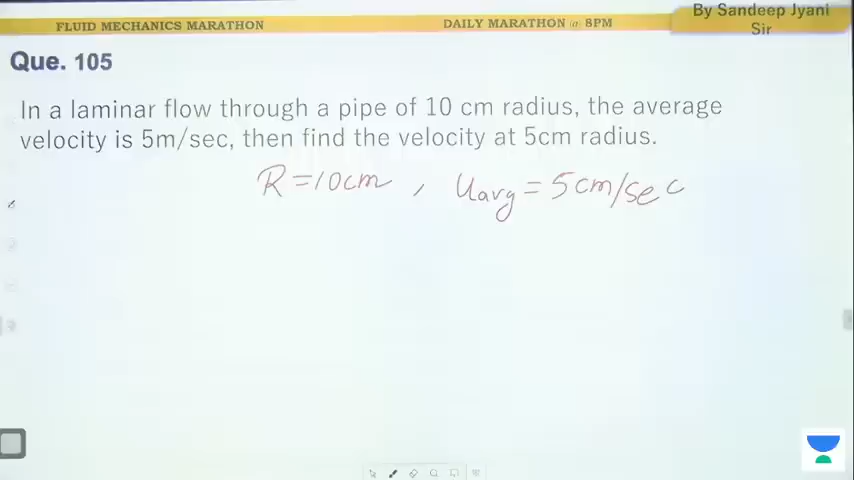 FLUID MECHANICS MARATHON
DAILY MARATHON @ 8PM
By Sandeep Jyani
Sir
Que. 105
In a laminar flow through a pipe of 10 cm radius, the average
velocity is 5m/sec, then find the velocity at 5cm radius.
R=10cm , uavg = 5cm/sec